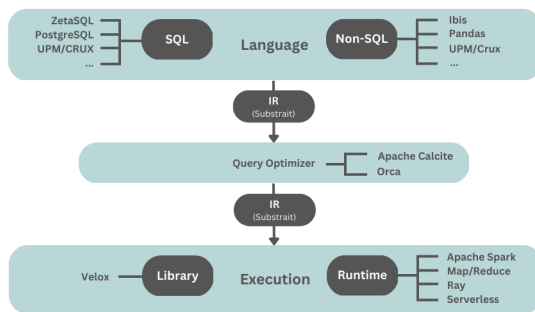 ZetaSQL
PostgreSQL
UPM/CRUX
...
SQL
Language
Non-SQL
Ibis
Pandas
UPM/Crux
...
IR
(Substrait)
Query Optimizer
Apache Calcite
Orca
IR
(Substrait)
Velox
Library
Execution
Runtime
Apache Spark
Map/Reduce
Ray
Serverless